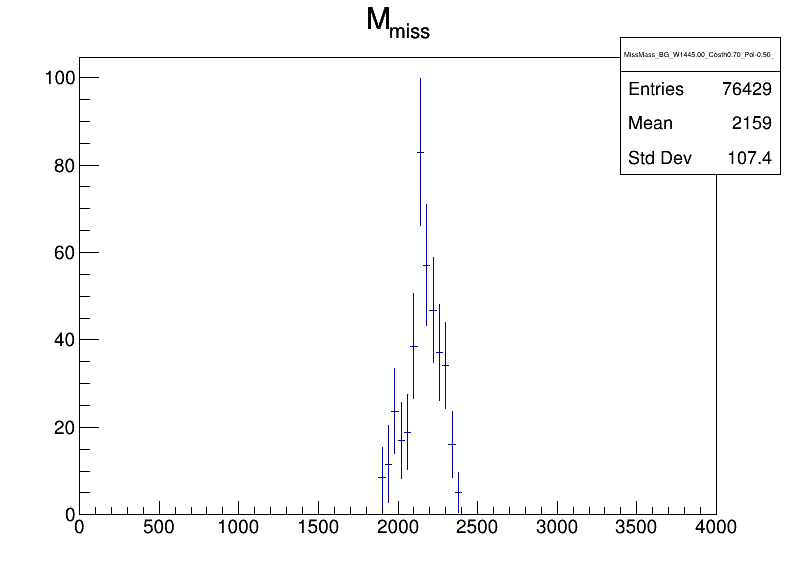 M_miss
MissMass_BG_W1445.00_Costh0.70_Pol-0.50_
Entries 76429
Mean 2159
Std Dev 107.4
100
80
60
40
20
0
0 500 1000 1500 2000 2500 3000 3500 4000